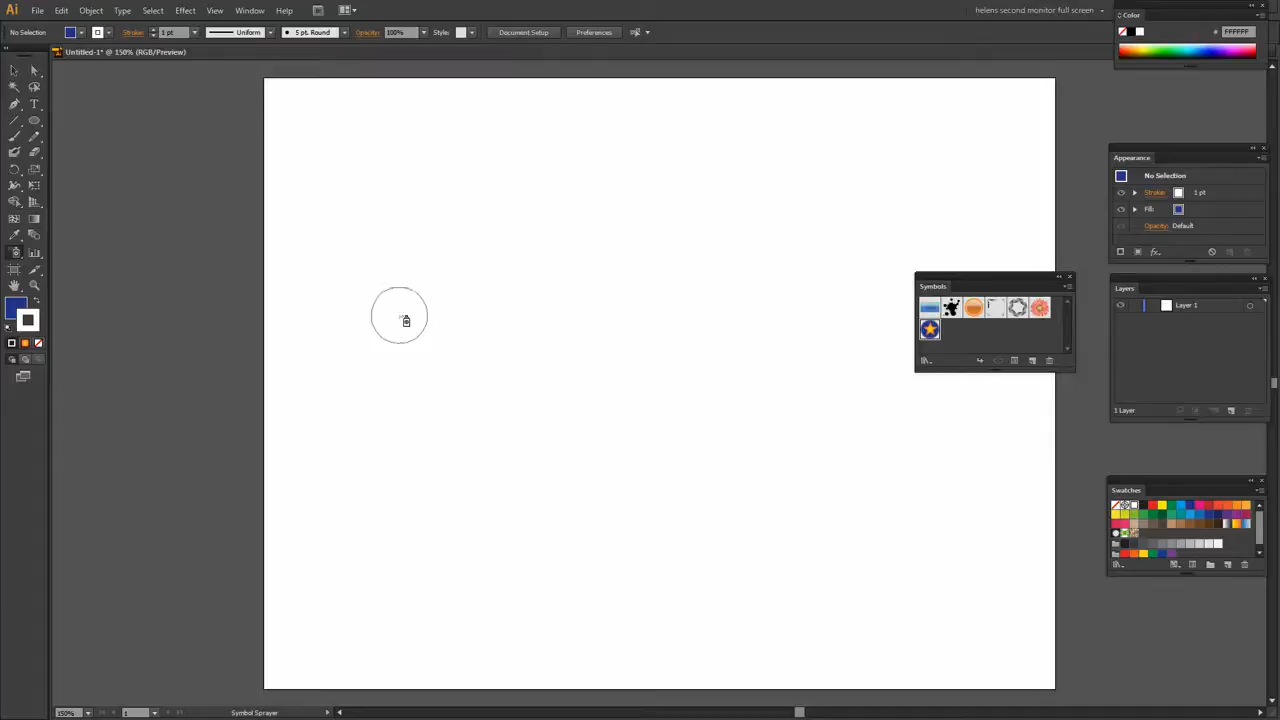 Ai File Edit Object Type Select Effect View Window Help helens second monitor full screen
No Selection Stroke: 1 pt Uniform 5 pt. Round Opacity: 100% Style: Document Setup Preferences
Untitled-1* @ 150% (RGB/Preview)
Color
# FFFFFF
Appearance
No Selection
Stroke: 1 pt
Fill:
Opacity: Default
Symbols
Layers
Layer 1
1 Layer
Swatches
150% 1 Symbol Sprayer